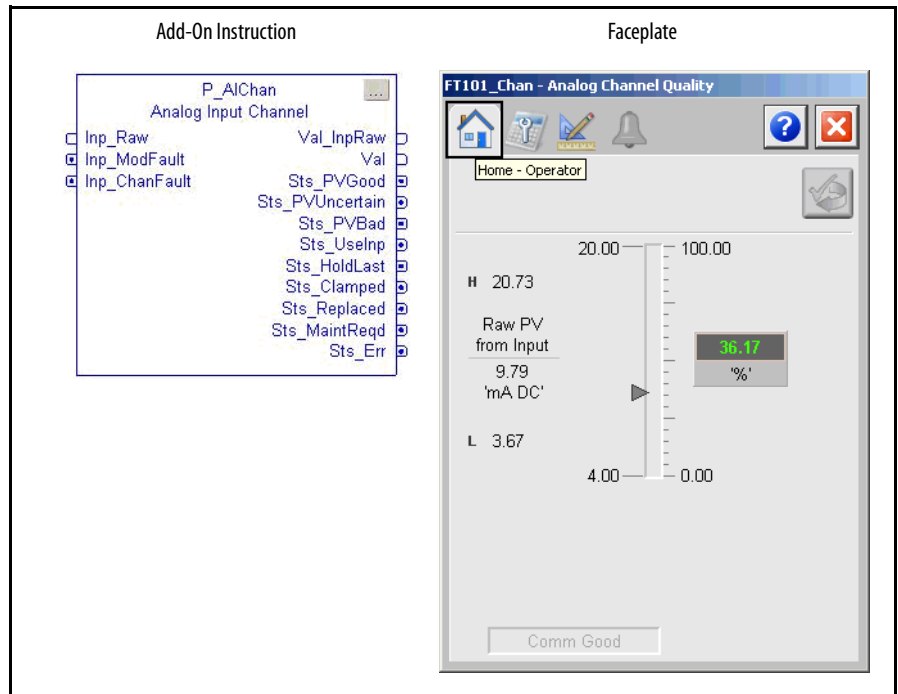 Add-On Instruction
Faceplate
P_AIChan
...
Analog Input Channel
Inp_Raw
Inp_ModFault
Inp_ChanFault
Val_InpRaw
Val
Sts_PVGood
Sts_PVUncertain
Sts_PVBad
Sts_UseInp
Sts_HoldLast
Sts_Clamped
Sts_Replaced
Sts_MaintReqd
Sts_Err
FT101_Chan - Analog Channel Quality
?
Home - Operator
20.00
100.00
H 20.73
Raw PV
from Input
9.79
'mA DC'
36.17
'%'
L 3.67
4.00
0.00
Comm Good